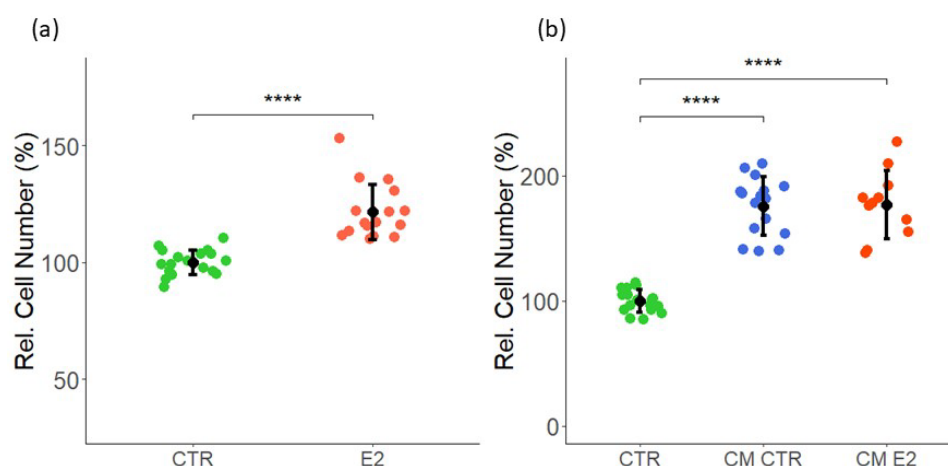 (a)
Rel. Cell Number (%)
150
100
50
****
CTR
E2
(b)
Rel. Cell Number (%)
200
100
0
****
****
CTR
CM CTR
CM E2